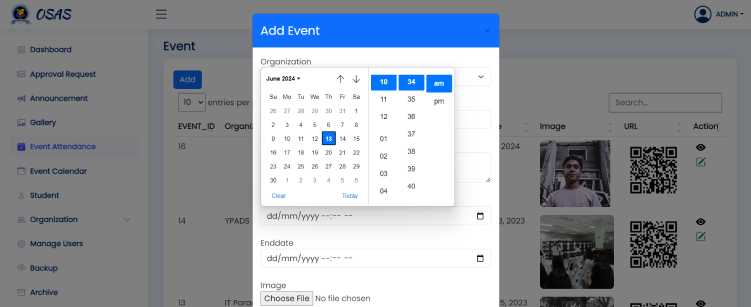 OSAS
ADMIN
Add Event
×
Dashboard
Approval Request
Announcement
Gallery
Event Attendance
Event Calendar
Student
Organization
Manage Users
Backup
Archive
Event
Add
10 entries per
Search...
EVENT_ID Organi Image URL Action
16
14 YPADS 5, 2023
13 IT Para 3, 2023
Organization
June 2024
Su Mo Tu We Th Fr Sa
26 27 28 29 30 31 1
2 3 4 5 6 7 8
9 10 11 12 13 14 15
16 17 18 19 20 21 22
23 24 25 26 27 28 29
30 1 2 3 4 5 6
Clear Today
10 34 am
11 35 pm
12 36
01 37
02 38
03 39
04 40
dd/mm/yyyy --:-- --
Enddate
dd/mm/yyyy --:-- --
Image
Choose File No file chosen